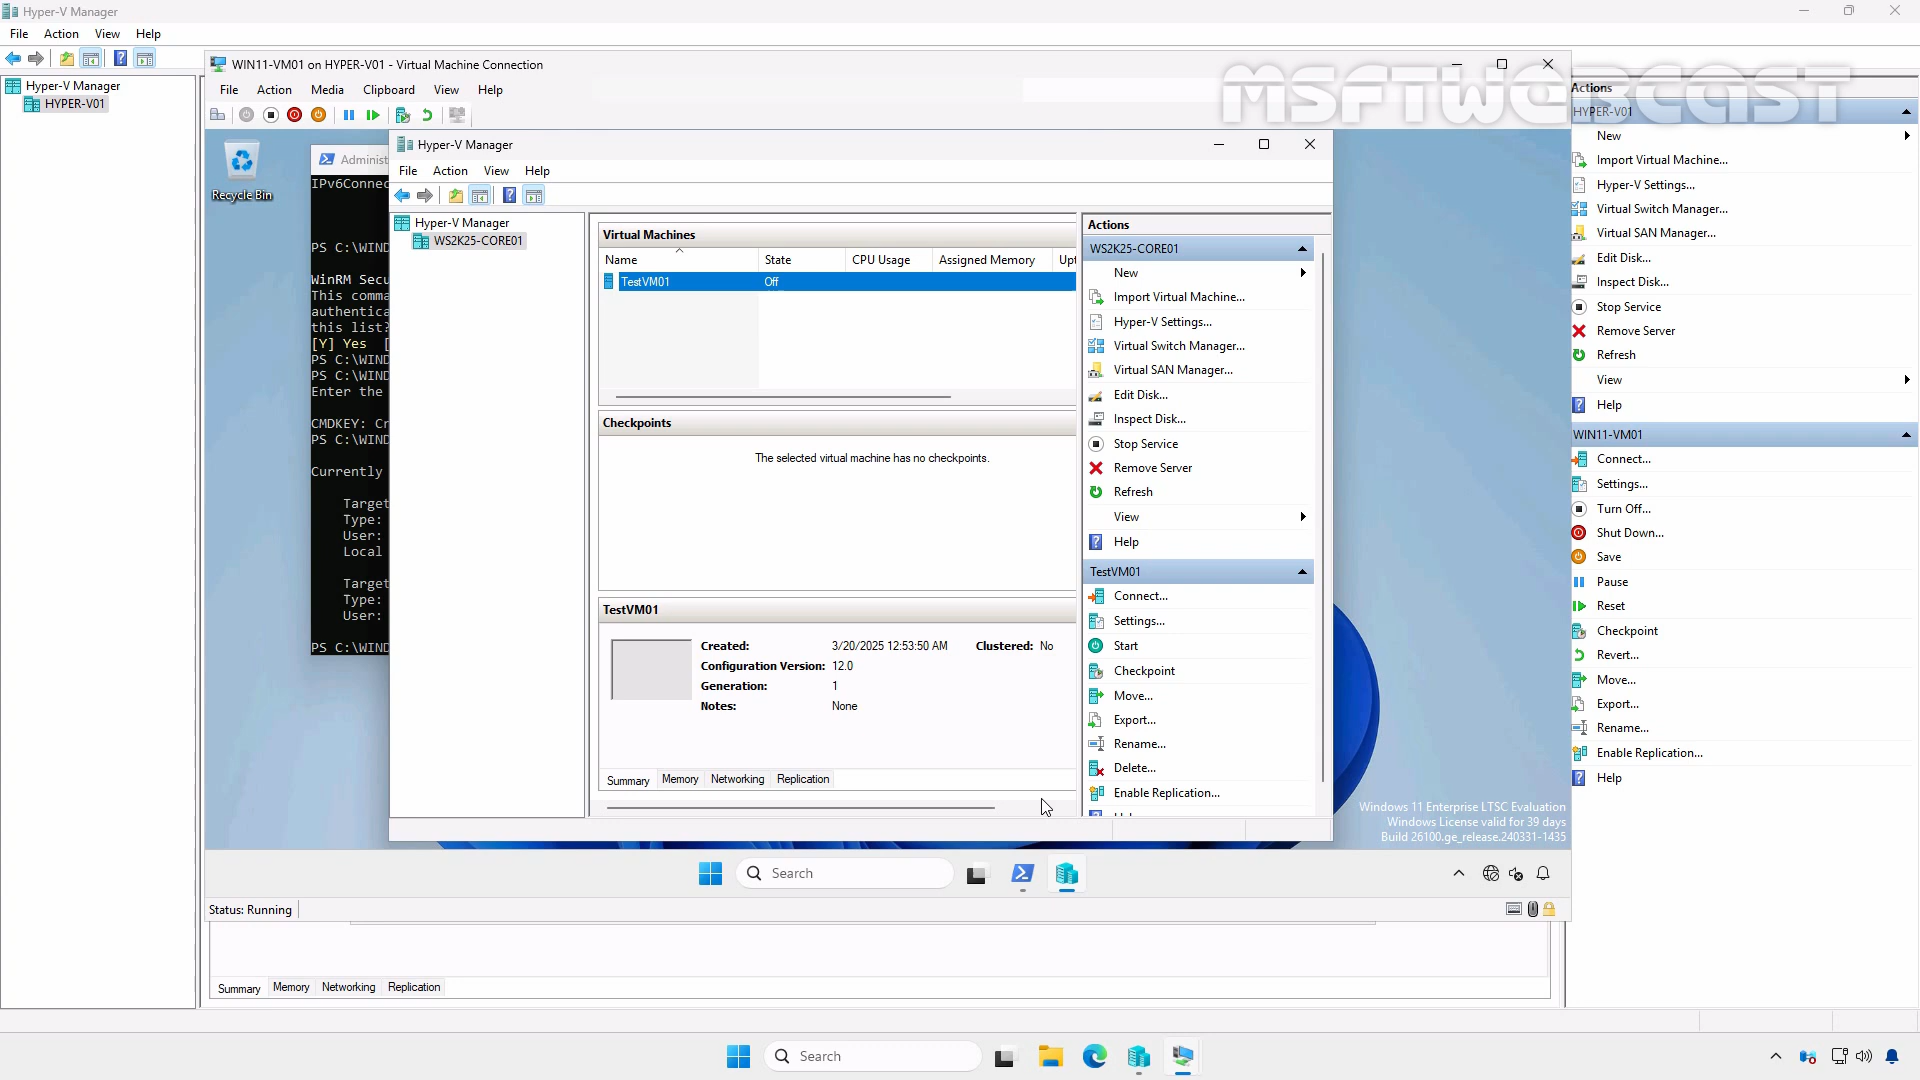 Hyper-V Manager
File Action View Help
Hyper-V Manager
HYPER-V01
WIN11-VM01 on HYPER-V01 - Virtual Machine Connection
File Action Media Clipboard View Help
MSFTWEBCAST
Recycle Bin
Administ
IPv6Connec
PS C:\WIND
WinRM Secu
This comma
authentica
this list?
[Y] Yes [
PS C:\WIND
PS C:\WIND
Enter the
CMDKEY: Cr
PS C:\WIND
Currently
Target
Type:
User:
Local
Target
Type:
User:
PS C:\WIND
Hyper-V Manager
File Action View Help
Hyper-V Manager
WS2K25-CORE01
Virtual Machines
Name State CPU Usage Assigned Memory Upt
TestVM01 Off
Checkpoints
The selected virtual machine has no checkpoints.
TestVM01
Created: 3/20/2025 12:53:50 AM Clustered: No
Configuration Version: 12.0
Generation: 1
Notes: None
Summary Memory Networking Replication
Actions
WS2K25-CORE01
New
Import Virtual Machine...
Hyper-V Settings...
Virtual Switch Manager...
Virtual SAN Manager...
Edit Disk...
Inspect Disk...
Stop Service
Remove Server
Refresh
View
Help
TestVM01
Connect...
Settings...
Start
Checkpoint
Move...
Export...
Rename...
Delete...
Enable Replication...
Windows 11 Enterprise LTSC Evaluation
Windows License valid for 39 days
Build 26100.ge_release.240331-1435
Search
Status: Running
Summary Memory Networking Replication
Actions
HYPER-V01
New
Import Virtual Machine...
Hyper-V Settings...
Virtual Switch Manager...
Virtual SAN Manager...
Edit Disk...
Inspect Disk...
Stop Service
Remove Server
Refresh
View
Help
WIN11-VM01
Connect...
Settings...
Turn Off...
Shut Down...
Save
Pause
Reset
Checkpoint
Revert...
Move...
Export...
Rename...
Enable Replication...
Help
Search